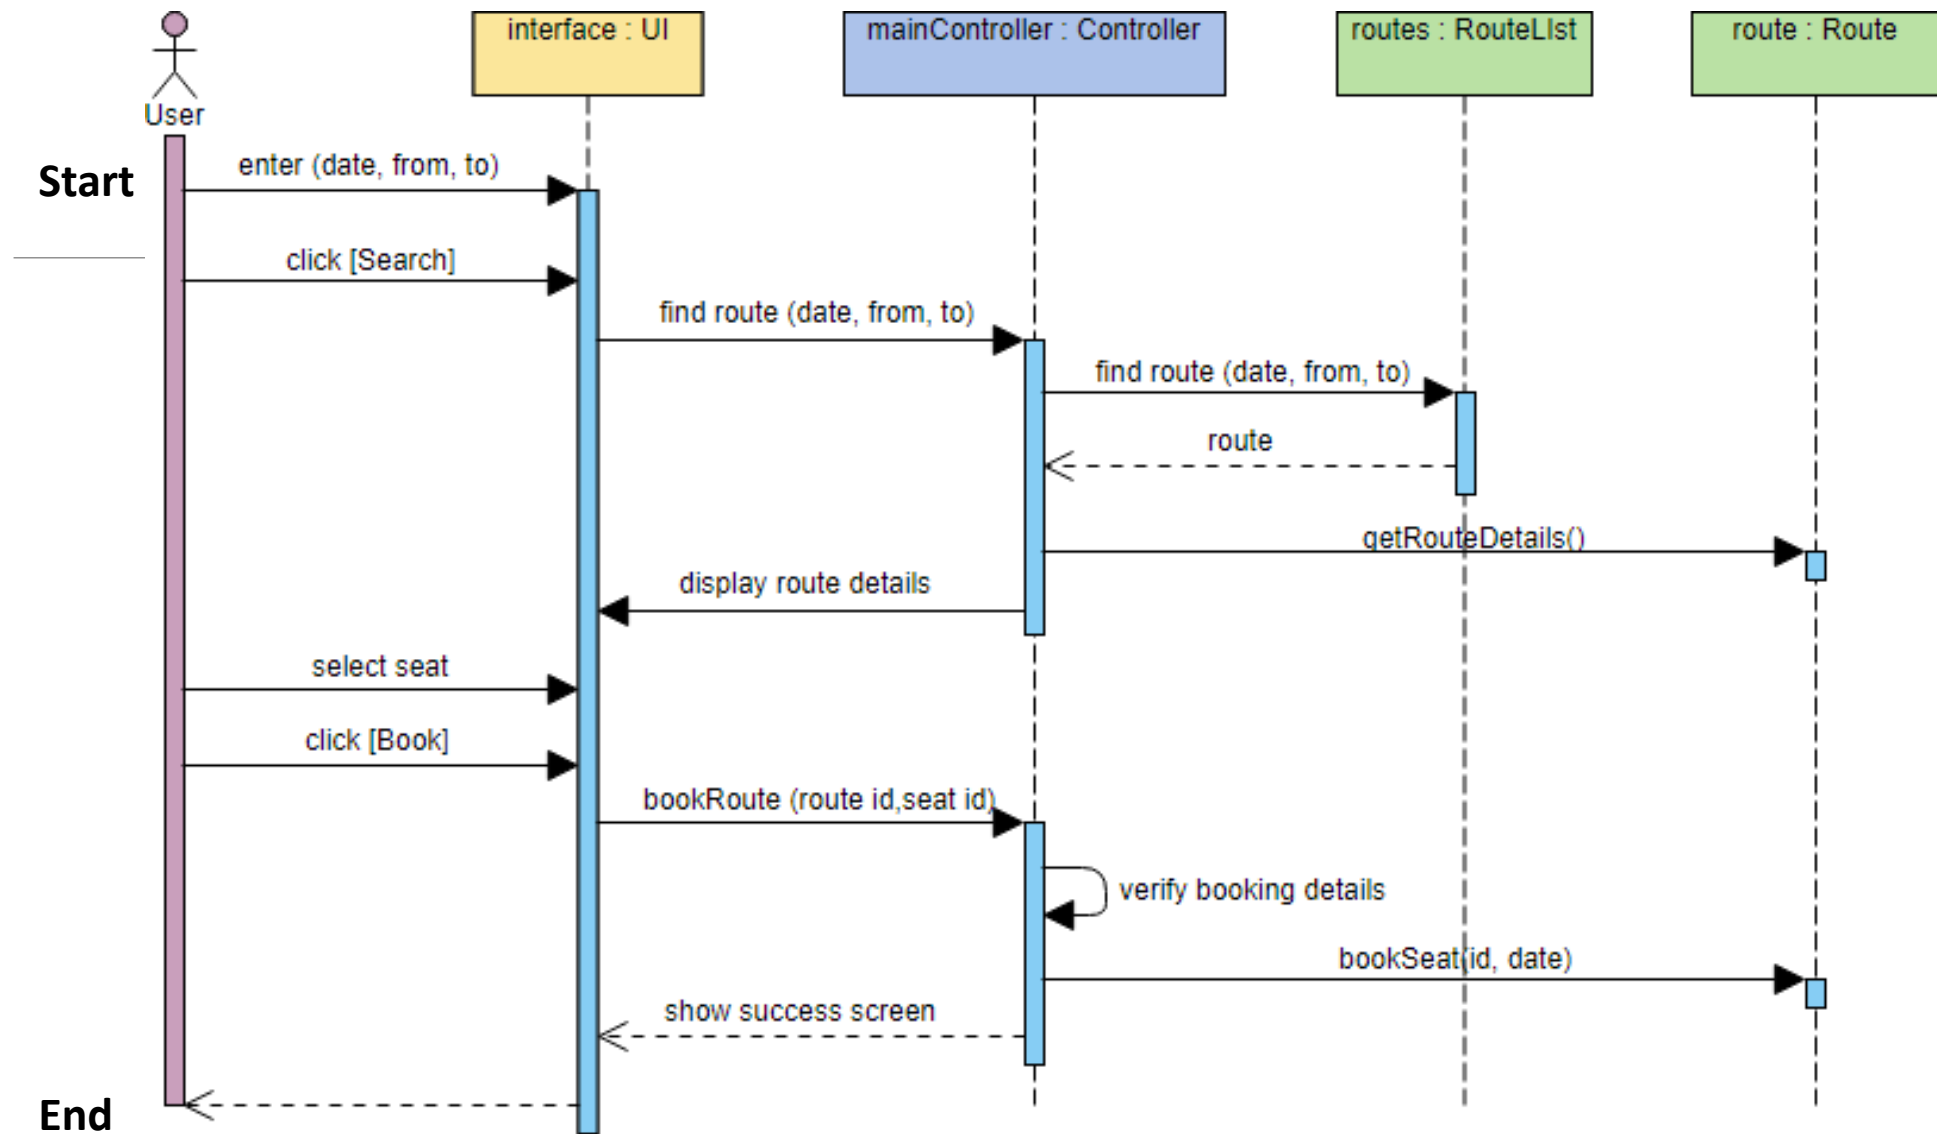 interface : UI
mainController : Controller
routes : RouteLIst
route : Route
User
Start
enter (date, from, to)
click [Search]
find route (date, from, to)
find route (date, from, to)
route
getRouteDetails()
display route details
select seat
click [Book]
bookRoute (route id,seat id)
verify booking details
bookSeat(id, date)
show success screen
End